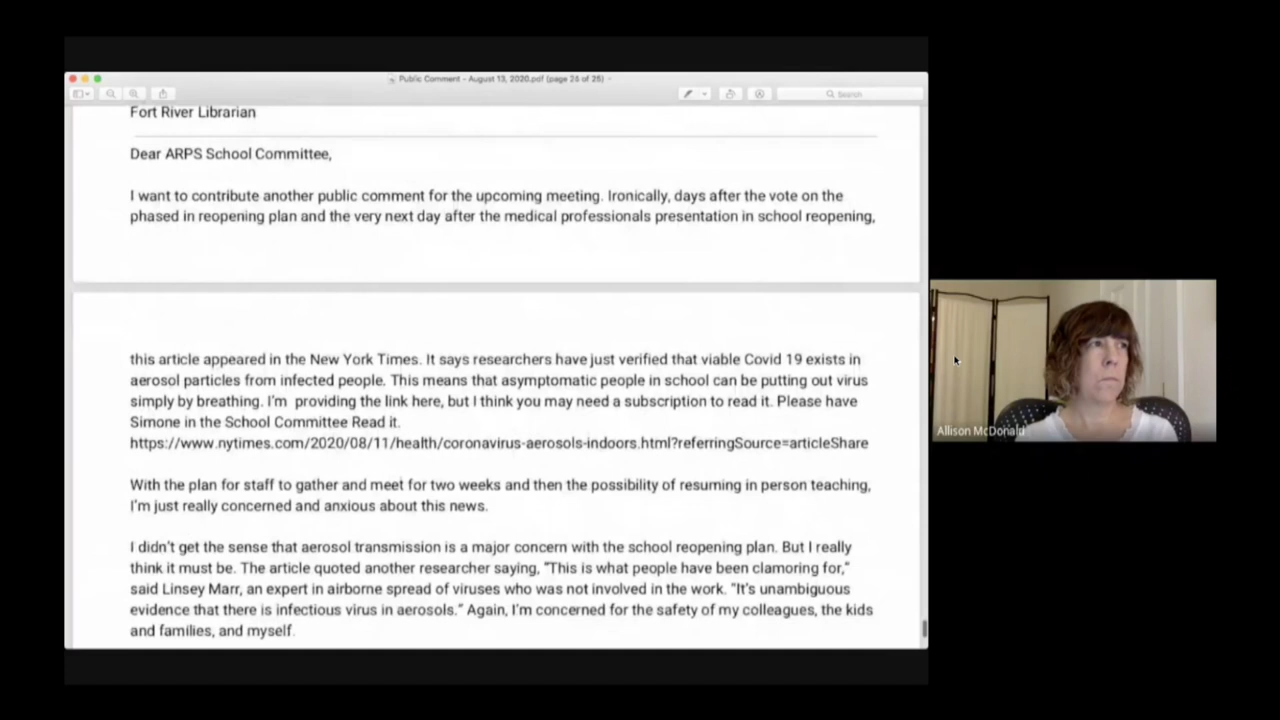 Public Comment - August 13, 2020.pdf (page 25 of 25)
Search
Fort River Librarian
Dear ARPS School Committee,
I want to contribute another public comment for the upcoming meeting. Ironically, days after the vote on the
phased in reopening plan and the very next day after the medical professionals presentation in school reopening,
this article appeared in the New York Times. It says researchers have just verified that viable Covid 19 exists in
aerosol particles from infected people. This means that asymptomatic people in school can be putting out virus
simply by breathing. I'm providing the link here, but I think you may need a subscription to read it. Please have
Simone in the School Committee Read it.
https://www.nytimes.com/2020/08/11/health/coronavirus-aerosols-indoors.html?referringSource=articleShare
With the plan for staff to gather and meet for two weeks and then the possibility of resuming in person teaching,
I'm just really concerned and anxious about this news.
I didn't get the sense that aerosol transmission is a major concern with the school reopening plan. But I really
think it must be. The article quoted another researcher saying, "This is what people have been clamoring for,"
said Linsey Marr, an expert in airborne spread of viruses who was not involved in the work. "It's unambiguous
evidence that there is infectious virus in aerosols." Again, I'm concerned for the safety of my colleagues, the kids
and families, and myself.
Allison McDonald